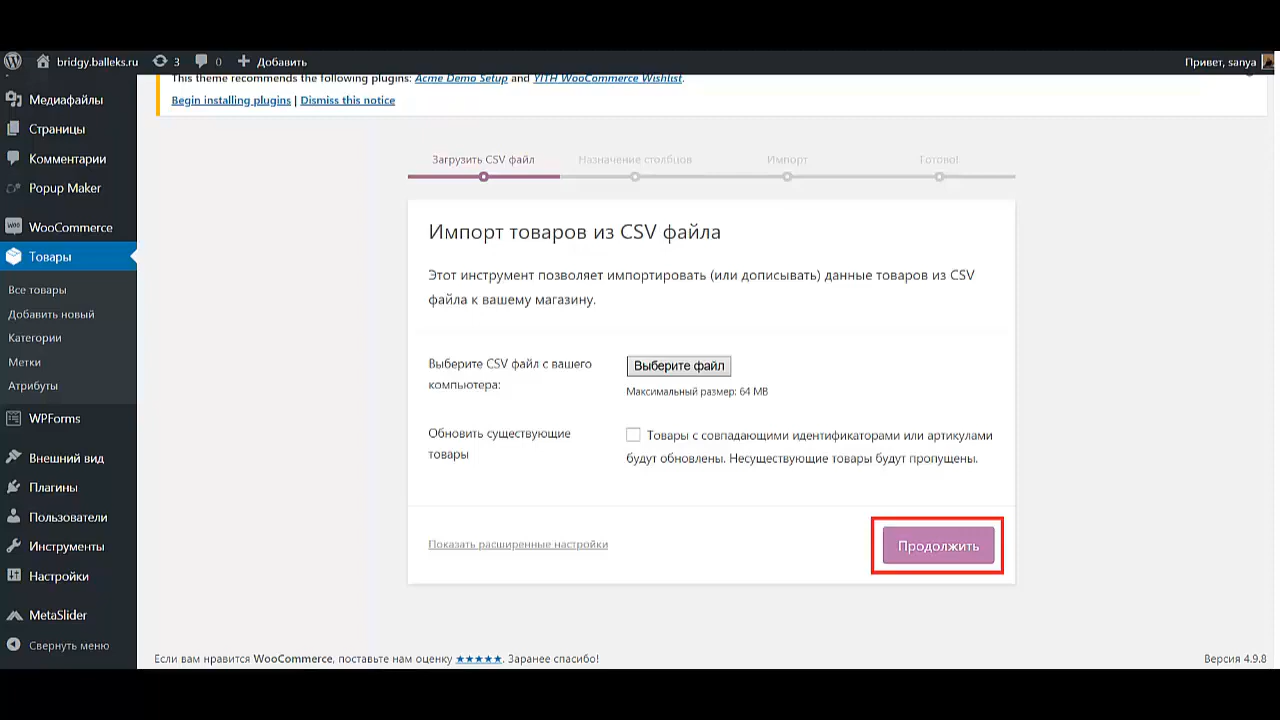 bridgy.balleks.ru 3 0 Добавить Привет, sanya
This theme recommends the following plugins: Acme Demo Setup and YITH WooCommerce Wishlist.
Begin installing plugins | Dismiss this notice
Медиафайлы
Страницы
Комментарии
Popup Maker
WooCommerce
Товары
Все товары
Добавить новый
Категории
Метки
Атрибуты
WPForms
Внешний вид
Плагины
Пользователи
Инструменты
Настройки
MetaSlider
Свернуть меню
Загрузить CSV файл Назначение столбцов Импорт Готово!
Импорт товаров из CSV файла
Этот инструмент позволяет импортировать (или дописывать) данные товаров из CSV
файла к вашему магазину.
Выберите CSV файл с вашего
компьютера:
Выберите файл
Максимальный размер: 64 MB
Обновить существующие
товары
Товары с совпадающими идентификаторами или артикулами
будут обновлены. Несуществующие товары будут пропущены.
Показать расширенные настройки
Продолжить
Если вам нравится WooCommerce, поставьте нам оценку ★★★★★. Заранее спасибо!
Версия 4.9.8